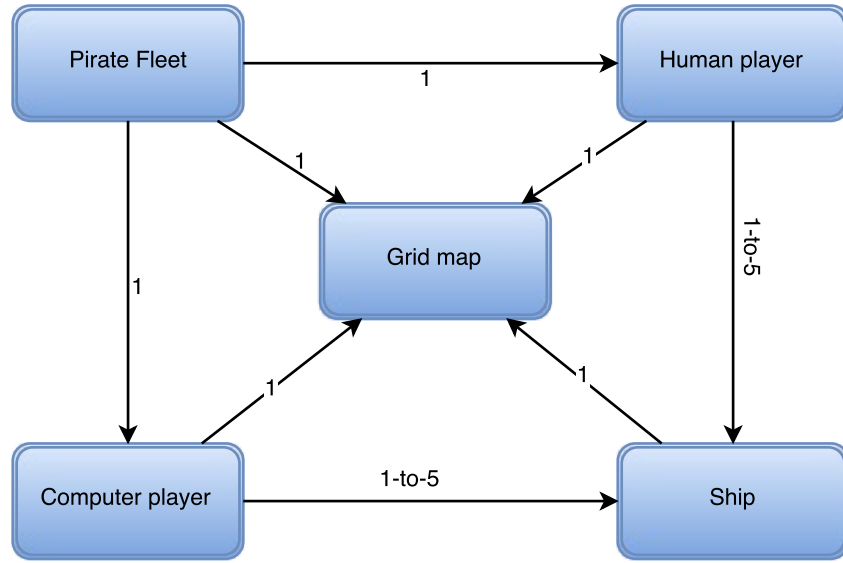 Pirate Fleet
Human player
1
1
1
1-to-5
Grid map
1
1
1
1-to-5
Computer player
Ship